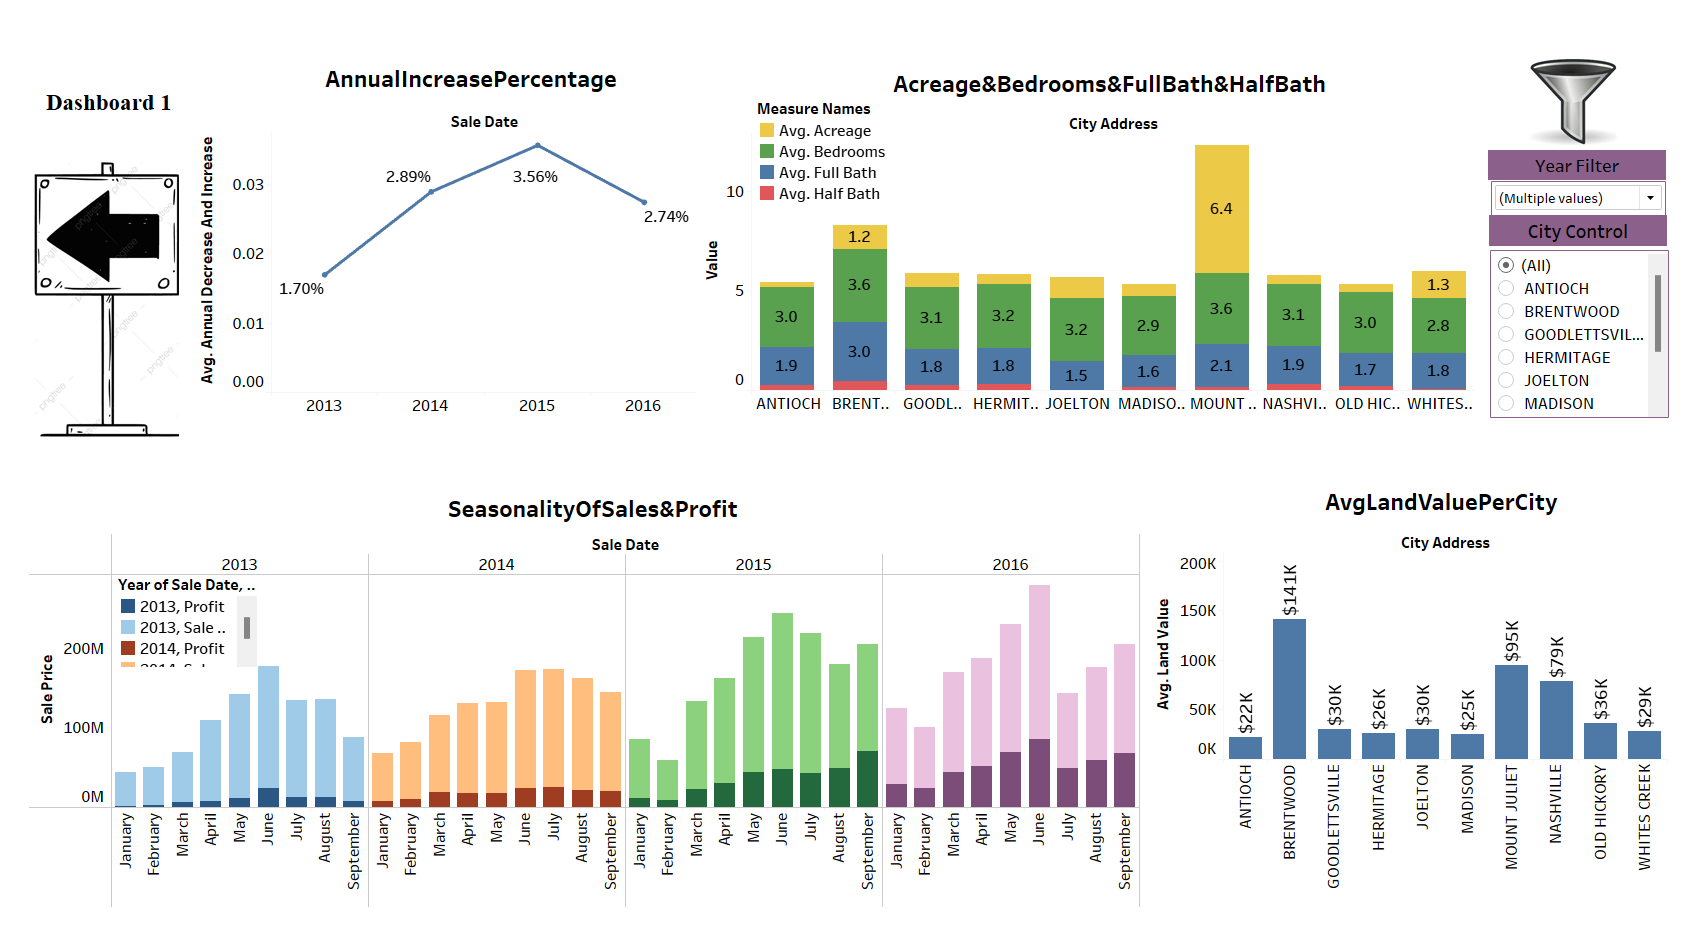 Dashboard 1
pngtree
pngtree
pngtree
pngtree
pngtree
AnnualIncreasePercentage
Sale Date
Avg. Annual Decrease And Increase
0.03
0.02
0.01
0.00
1.70%
2.89%
3.56%
2.74%
2013 2014 2015 2016
Acreage&Bedrooms&FullBath&HalfBath
Measure Names
Avg. Acreage
Avg. Bedrooms
Avg. Full Bath
Avg. Half Bath
City Address
Value
10
5
0
3.0
1.9
1.2
3.6
3.0
3.1
1.8
3.2
1.8
3.2
1.5
2.9
1.6
6.4
3.6
2.1
3.1
1.9
3.0
1.7
1.3
2.8
1.8
ANTIOCH BRENT.. GOODL.. HERMIT.. JOELTON MADISO.. MOUNT .. NASHVI.. OLD HIC.. WHITES..
Year Filter
(Multiple values)
City Control
(All)
ANTIOCH
BRENTWOOD
GOODLETTSVIL...
HERMITAGE
JOELTON
MADISON
SeasonalityOfSales&Profit
Sale Date
2013 2014 2015 2016
Year of Sale Date, ..
2013, Profit
2013, Sale ..
2014, Profit
Sale Price
200M
100M
0M
January February March April May June July August September
January February March April May June July August September
January February March April May June July August September
January February March April May June July August September
AvgLandValuePerCity
City Address
Avg. Land Value
200K
150K
100K
50K
0K
$22K
$141K
$30K
$26K
$30K
$25K
$95K
$79K
$36K
$29K
ANTIOCH
BRENTWOOD
GOODLETTSVILLE
HERMITAGE
JOELTON
MADISON
MOUNT JULIET
NASHVILLE
OLD HICKORY
WHITES CREEK